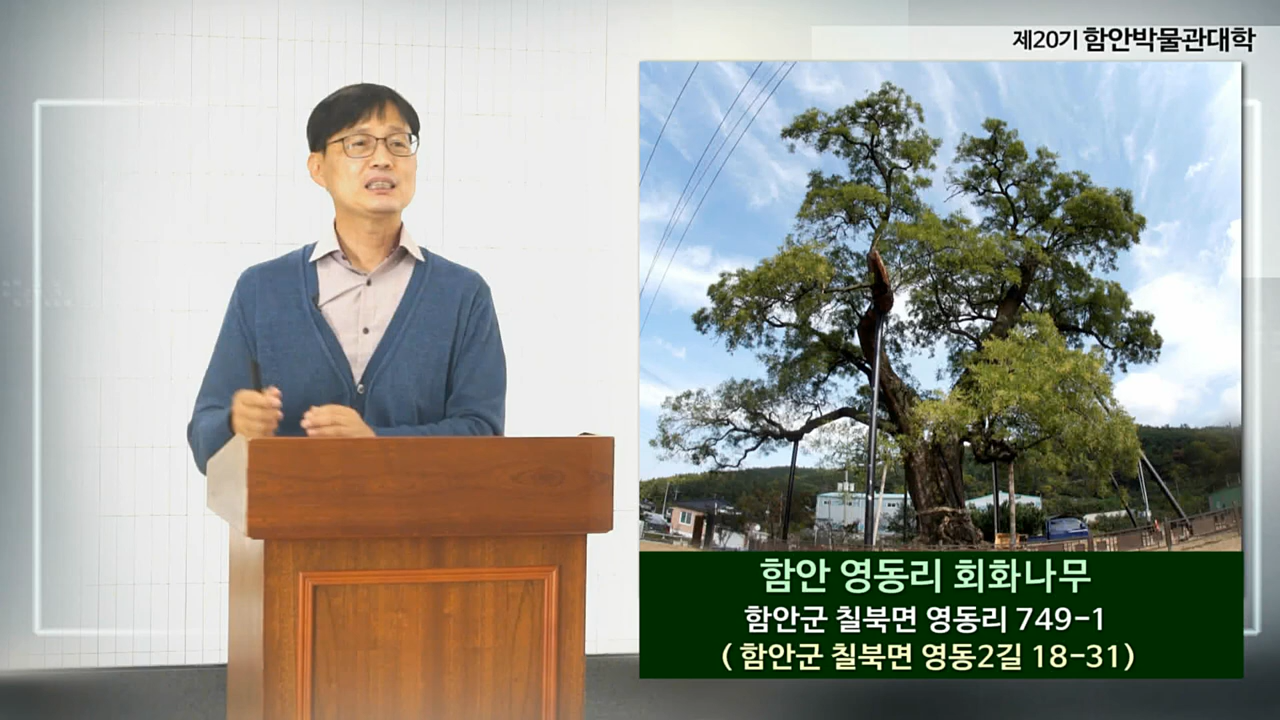 제20기 함안박물관대학
함안 영동리 회화나무
함안군 칠북면 영동리 749-1
( 함안군 칠북면 영동2길 18-31)